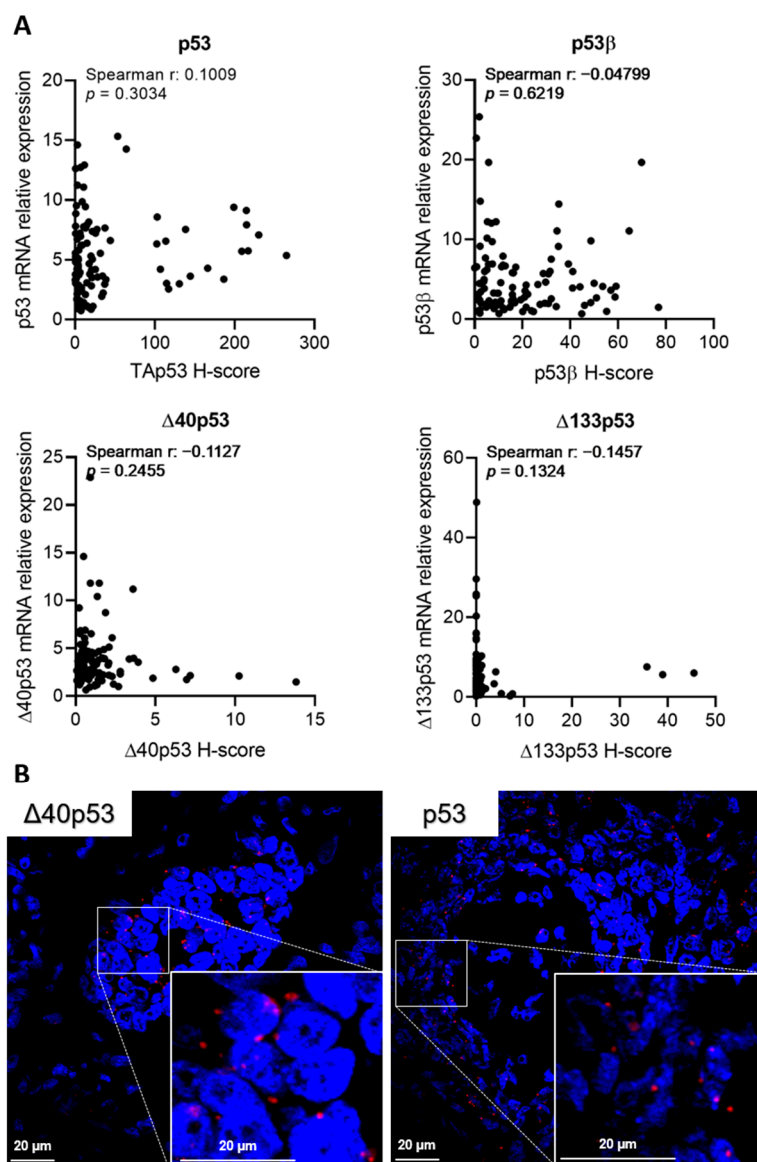 A
p53
Spearman r: 0.1009
p = 0.3034
p53 mRNA relative expression
20
15
10
5
0
0 100 200 300
TAp53 H-score
p53β
Spearman r: −0.04799
p = 0.6219
p53β mRNA relative expression
30
20
10
0
0 20 40 60 80 100
p53β H-score
Δ40p53
Spearman r: −0.1127
p = 0.2455
Δ40p53 mRNA relative expression
25
20
15
10
5
0
0 5 10 15
Δ40p53 H-score
Δ133p53
Spearman r: −0.1457
p = 0.1324
Δ133p53 mRNA relative expression
60
40
20
0
0 10 20 30 40 50
Δ133p53 H-score
B
Δ40p53
20 µm
20 µm
p53
20 µm
20 µm